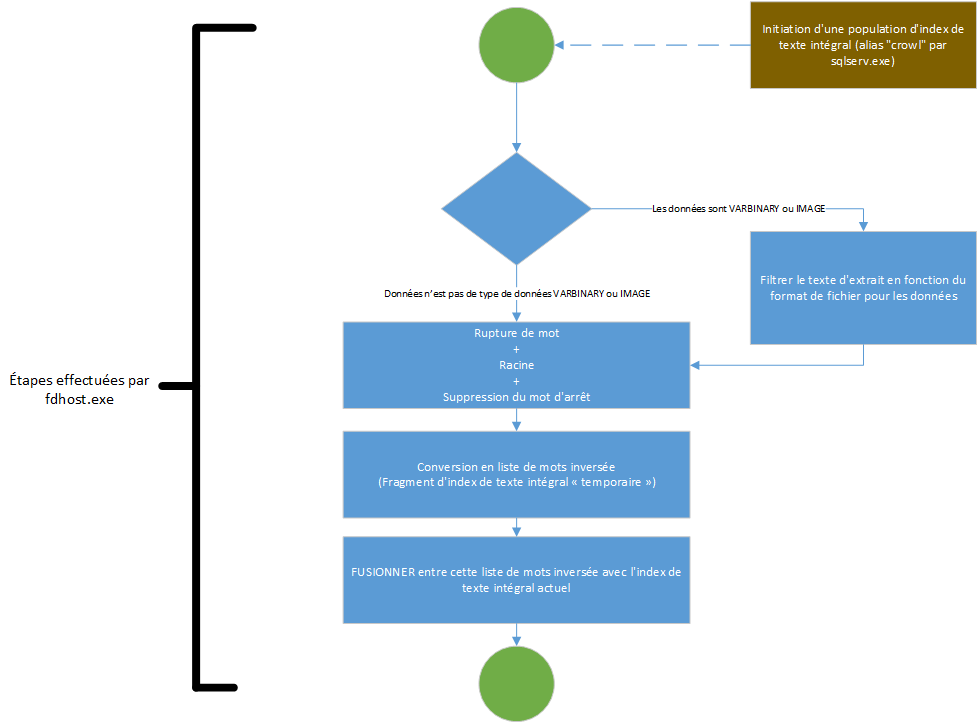 Initiation d'une population d'index de
texte intégral (alias "crowl" par
sqlserv.exe)
Les données sont VARBINARY ou IMAGE
Filtrer le texte d'extrait en fonction du
format de fichier pour les données
Données n'est pas de type de données VARBINARY ou IMAGE
Rupture de mot
+
Racine
+
Suppression du mot d'arrêt
Étapes effectuées par
fdhost.exe
Conversion en liste de mots inversée
(Fragment d'index de texte intégral « temporaire »)
FUSIONNER entre cette liste de mots inversée avec l'index de
texte intégral actuel